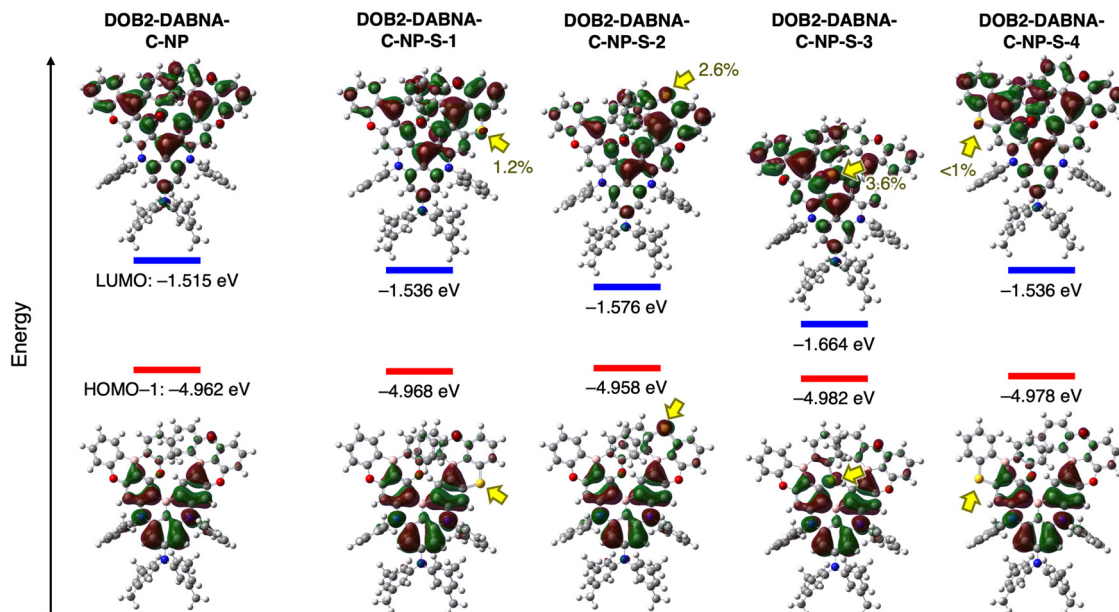 DOB2-DABNA-
C-NP
DOB2-DABNA-
C-NP-S-1
DOB2-DABNA-
C-NP-S-2
DOB2-DABNA-
C-NP-S-3
DOB2-DABNA-
C-NP-S-4
Energy
1.2%
2.6%
3.6%
<1%
LUMO: –1.515 eV
–1.536 eV
–1.576 eV
–1.664 eV
–1.536 eV
HOMO–1: –4.962 eV
–4.968 eV
–4.958 eV
–4.982 eV
–4.978 eV